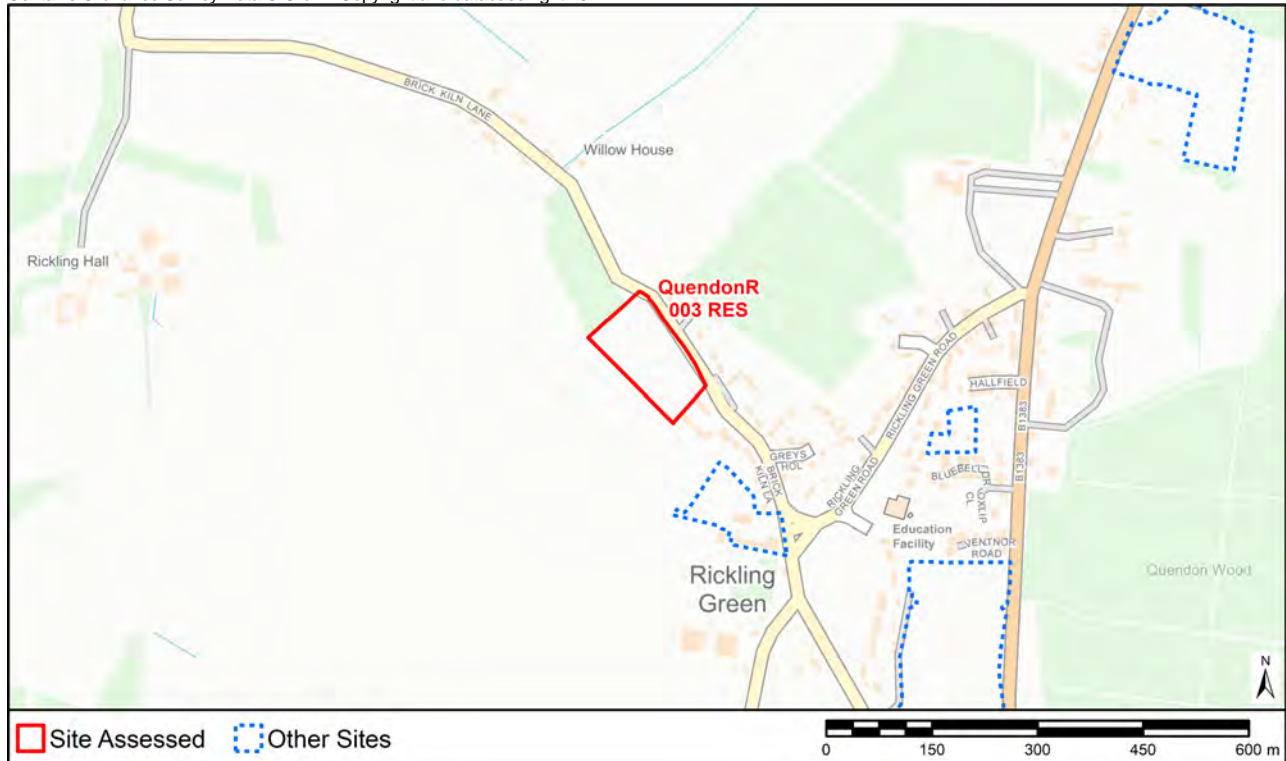 BRICK KILN LANE
Willow House
Rickling Hall
QuendonR
003 RES
RICKLING GREEN ROAD
HALLFIELD
B1383
B1383
GREYS
HOL
BRICK
KILN LA
RICKLING
GREEN ROAD
BLUEBELL
OXLIP
CL
Education
Facility
ENTNOR
ROAD
Rickling
Green
Quendon Wood
N
Site Assessed
Other Sites
0 150 300 450 600 m